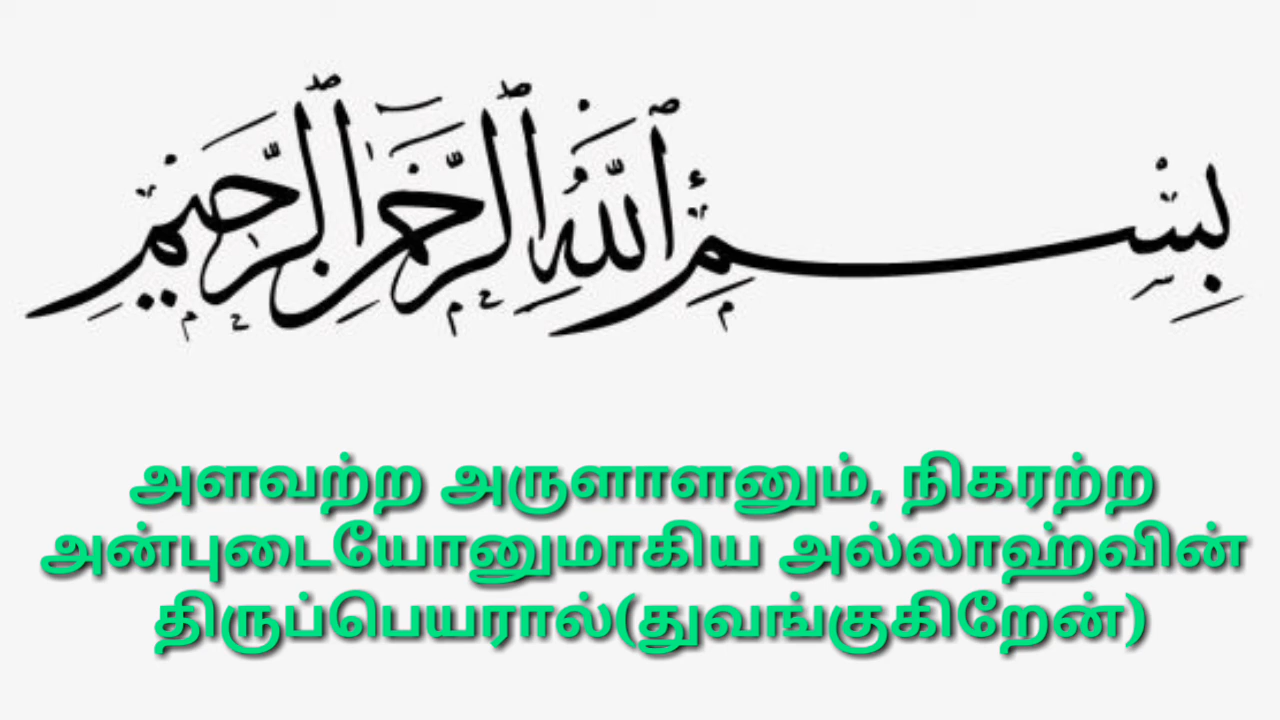 بِسْمِ ٱللَّهِ ٱلرَّحْمَٰنِ ٱلرَّحِيمِ
அளவற்ற அருளாளனும், நிகரற்ற
அன்புடையோனுமாகிய அல்லாஹ்வின்
திருப்பெயரால்(துவங்குகிறேன்)